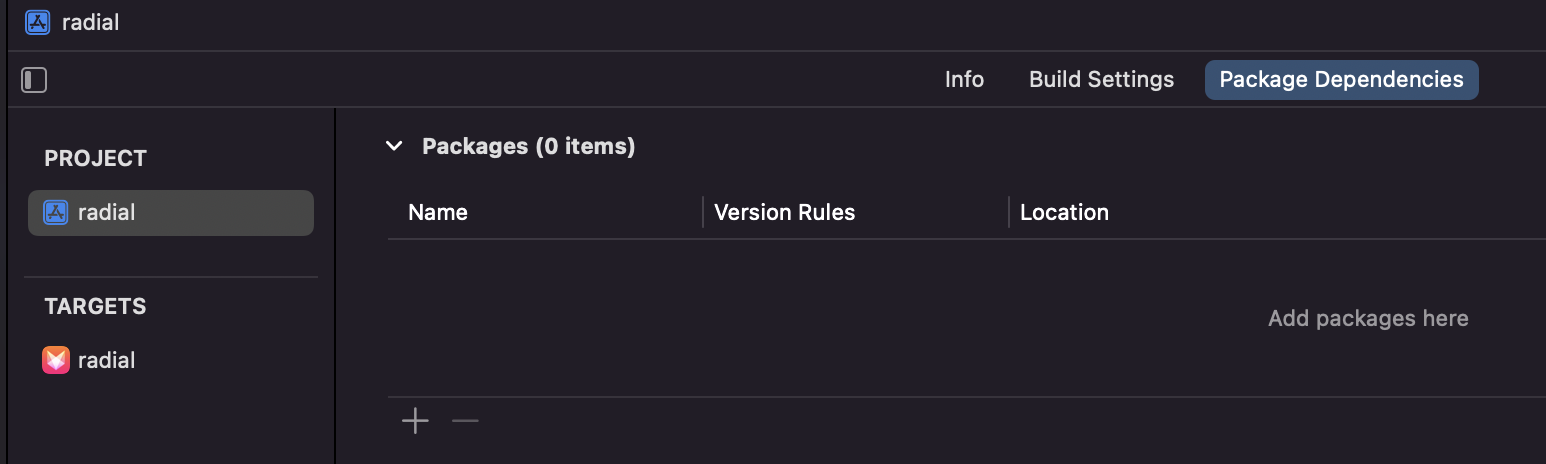 radial
Info Build Settings Package Dependencies
PROJECT
radial
TARGETS
radial
Packages (0 items)
Name Version Rules Location
Add packages here